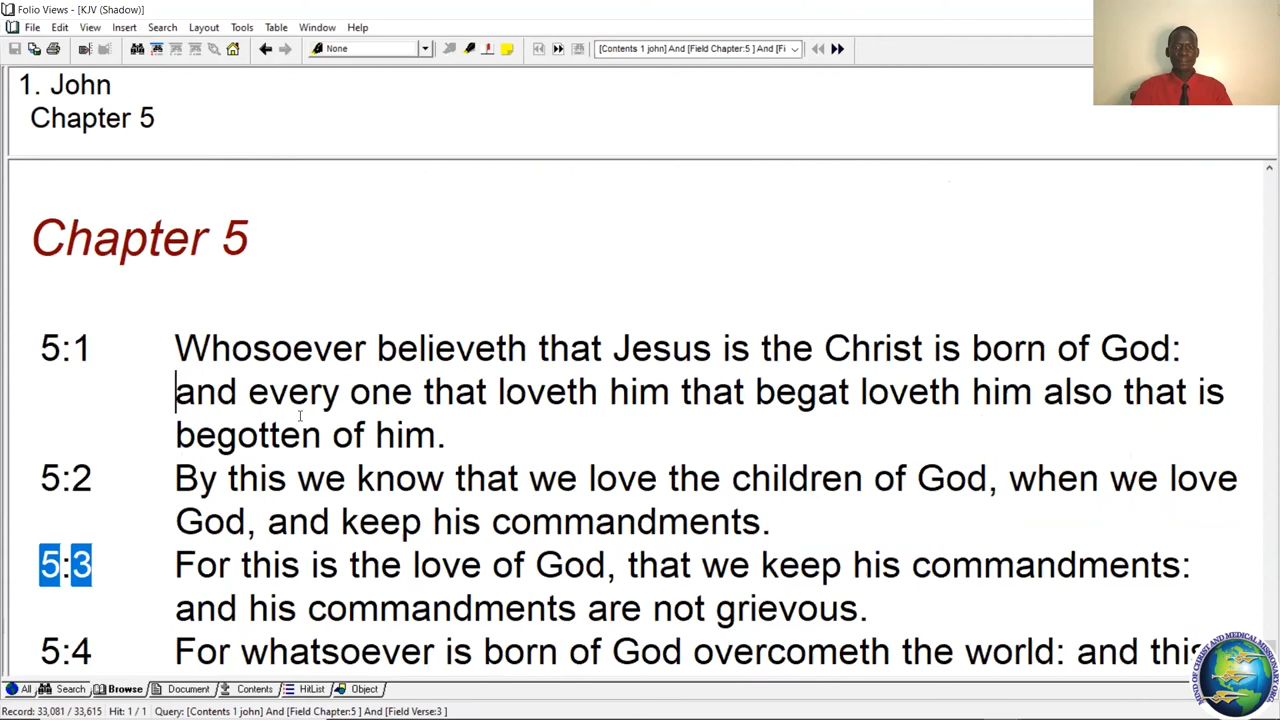 Folio Views - [KJV (Shadow)]
File Edit View Insert Search Layout Tools Table Window Help
None
[Contents 1 john] And [Field Chapter:5 ] And [Fi
1. John
Chapter 5
Chapter 5
5:1 Whosoever believeth that Jesus is the Christ is born of God:
and every one that loveth him that begat loveth him also that is
begotten of him.
5:2 By this we know that we love the children of God, when we love
God, and keep his commandments.
5:3 For this is the love of God, that we keep his commandments:
and his commandments are not grievous.
5:4 For whatsoever is born of God overcometh the world: and this
All Search Browse Document Contents HitList Object
Record: 33,081 / 33,615 Hit: 1 / 1 Query: [Contents 1 john] And [Field Chapter:5 ] And [Field Verse:3 ]
MIND OF CHRIST AND MEDICAL MISSIONARY.ORG